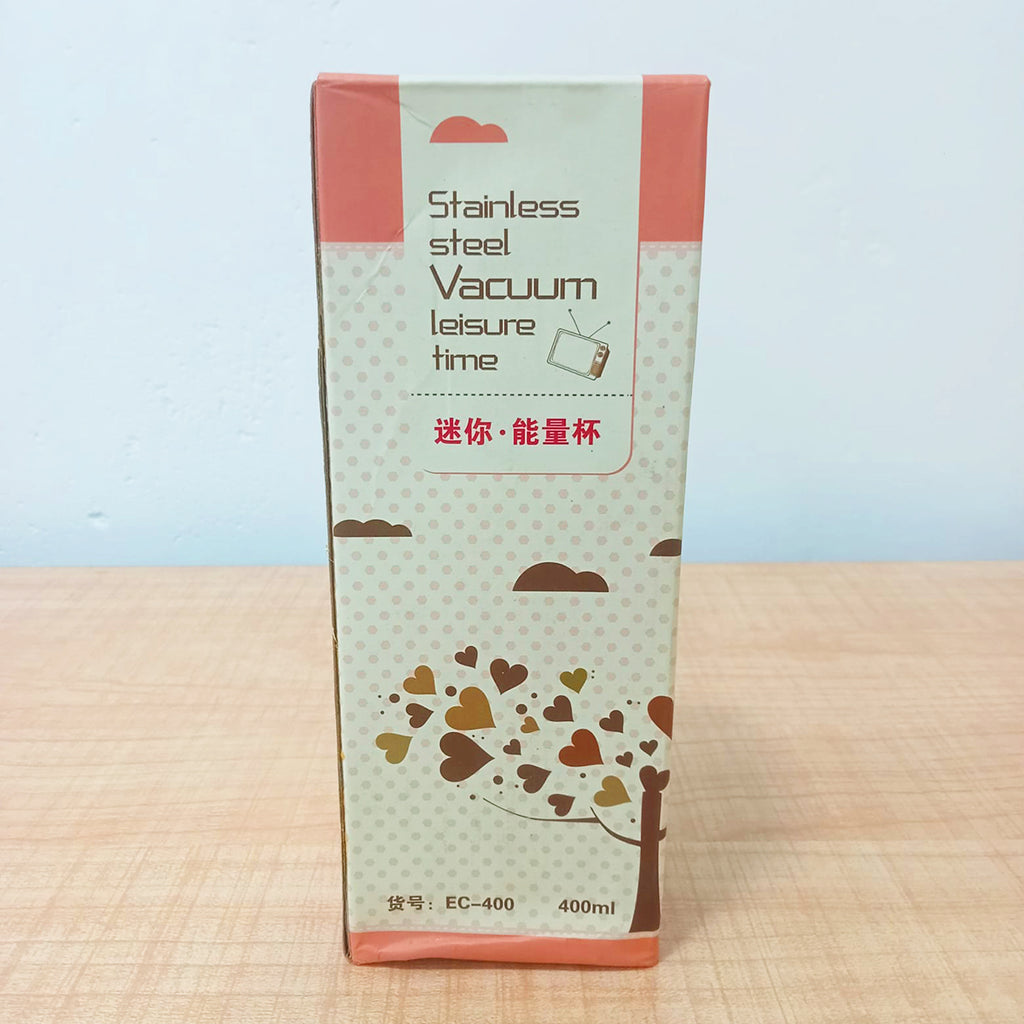 Stainless
steel
Vacuum
leisure
time
迷你·能量杯
货号：EC-400 400ml